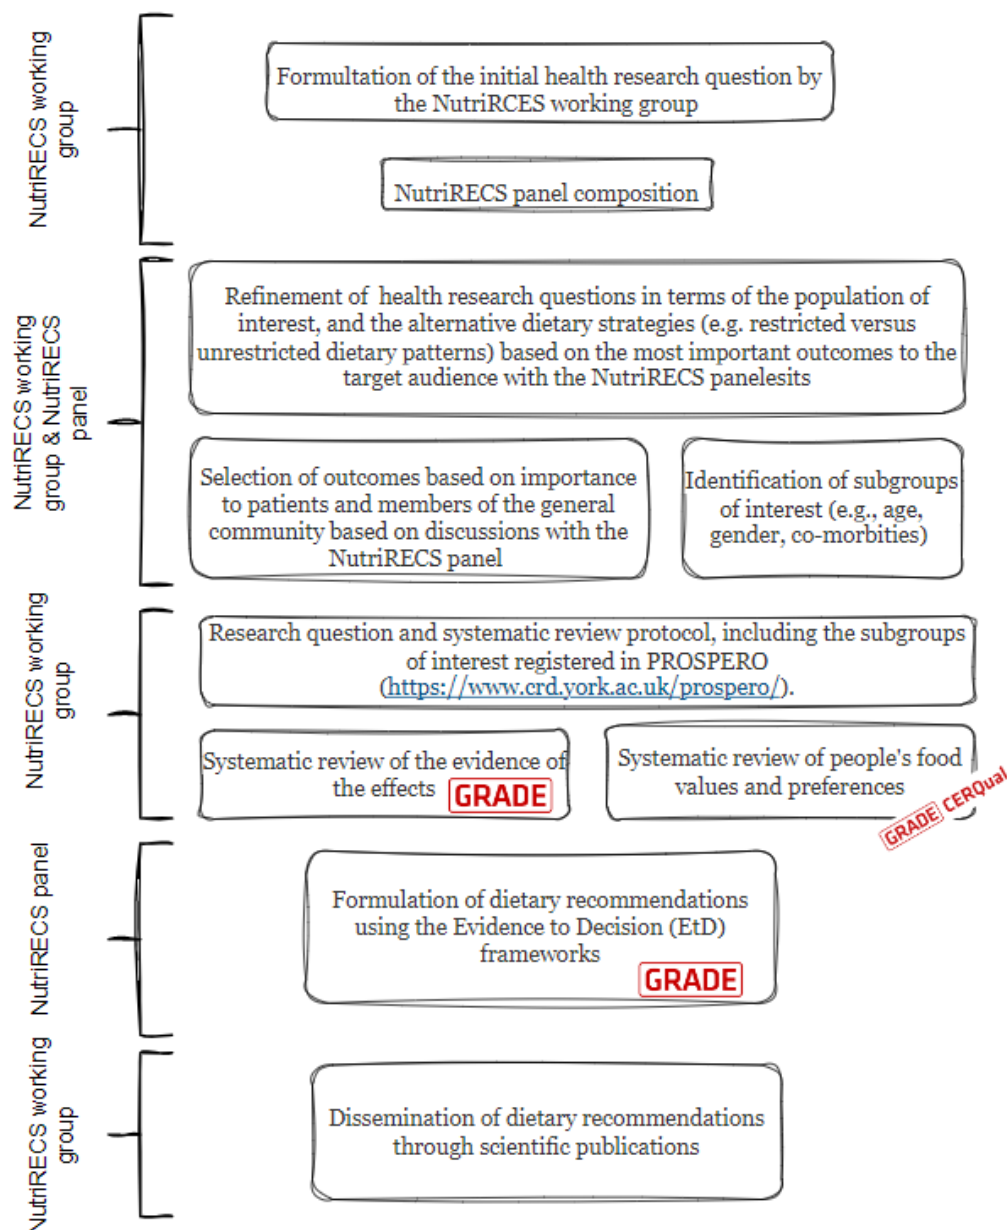 NutriRECS working
group
Formultation of the initial health research question by
the NutriRCES working group
NutriRECS panel composition
NutriRECS working
group & NutriRECS
panel
Refinement of  health research questions in terms of the population of
interest, and the alternative dietary strategies (e.g. restricted versus
unrestricted dietary patterns) based on the most important outcomes to the
target audience with the NutriRECS panelesits
Selection of outcomes based on importance
to patients and members of the general
community based on discussions with the
NutriRECS panel
Identification of subgroups
of interest (e.g., age,
gender, co-morbities)
NutriRECS working
group
Research question and systematic review protocol, including the subgroups
of interest registered in PROSPERO
(https://www.crd.york.ac.uk/prospero/).
Systematic review of the evidence of
the effects GRADE
Systematic review of people's food
values and preferences
GRADE CERQual
NutriRECS panel
Formulation of dietary recommendations
using the Evidence to Decision (EtD)
frameworks
GRADE
NutriRECS working
group
Dissemination of dietary recommendations
through scientific publications